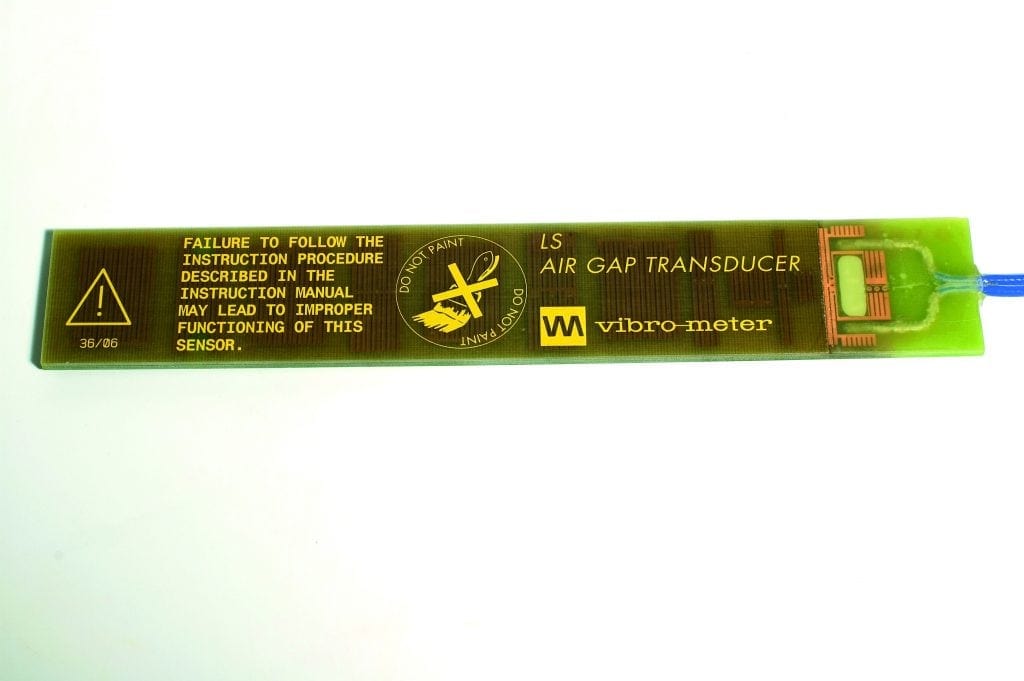 36/06
FAILURE TO FOLLOW THE
INSTRUCTION PROCEDURE
DESCRIBED IN THE
INSTRUCTION MANUAL
MAY LEAD TO IMPROPER
FUNCTIONING OF THIS
SENSOR.
DO NOT PAINT
DO NOT PAINT
LS
AIR GAP TRANSDUCER
VM vibro-meter